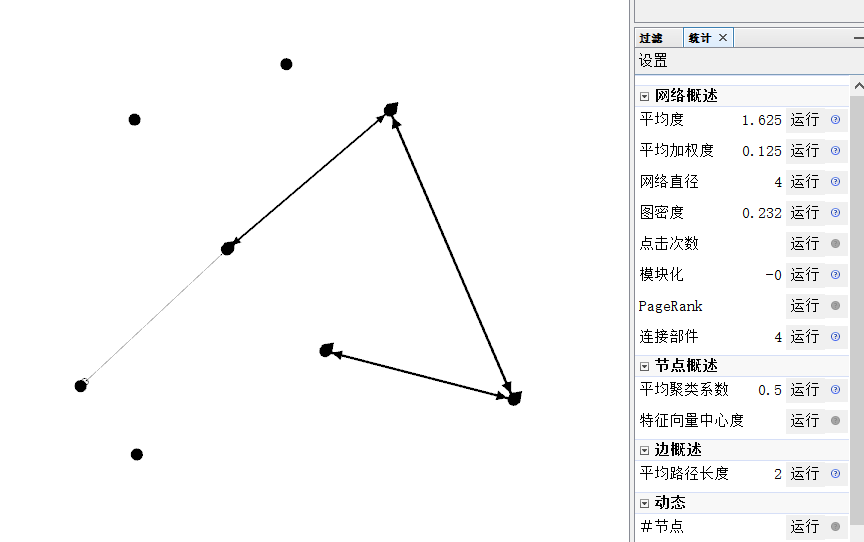 过滤 统计
设置
网络概述
平均度 1.625 运行
平均加权度 0.125 运行
网络直径 4 运行
图密度 0.232 运行
点击次数 运行
模块化 -0 运行
PageRank 运行
连接部件 4 运行
节点概述
平均聚类系数 0.5 运行
特征向量中心度 运行
边概述
平均路径长度 2 运行
动态
#节点 运行